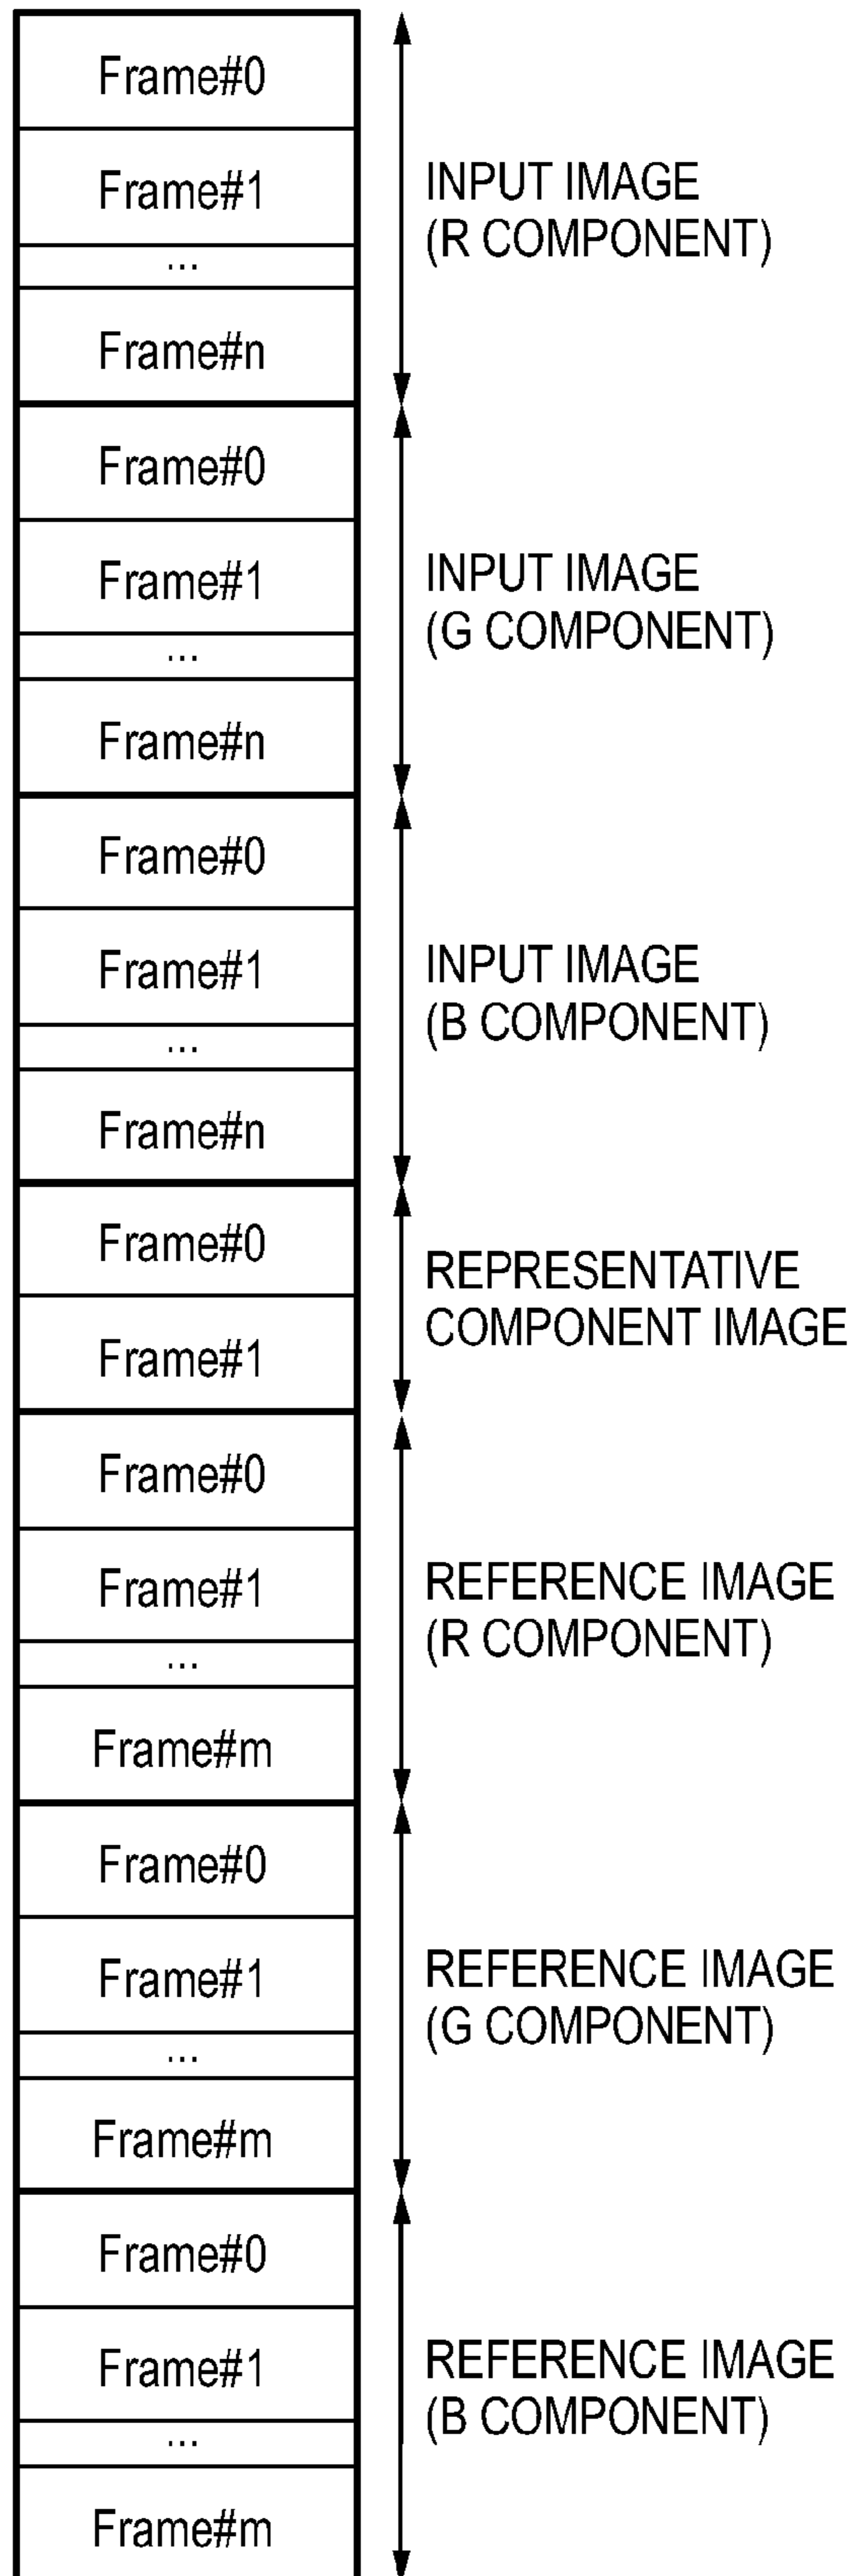 Frame#0
Frame#1
...
Frame#n
INPUT IMAGE
(R COMPONENT)
Frame#0
Frame#1
...
Frame#n
INPUT IMAGE
(G COMPONENT)
Frame#0
Frame#1
...
Frame#n
INPUT IMAGE
(B COMPONENT)
Frame#0
Frame#1
REPRESENTATIVE
COMPONENT IMAGE
Frame#0
Frame#1
...
Frame#m
REFERENCE IMAGE
(R COMPONENT)
Frame#0
Frame#1
...
Frame#m
REFERENCE IMAGE
(G COMPONENT)
Frame#0
Frame#1
...
Frame#m
REFERENCE IMAGE
(B COMPONENT)